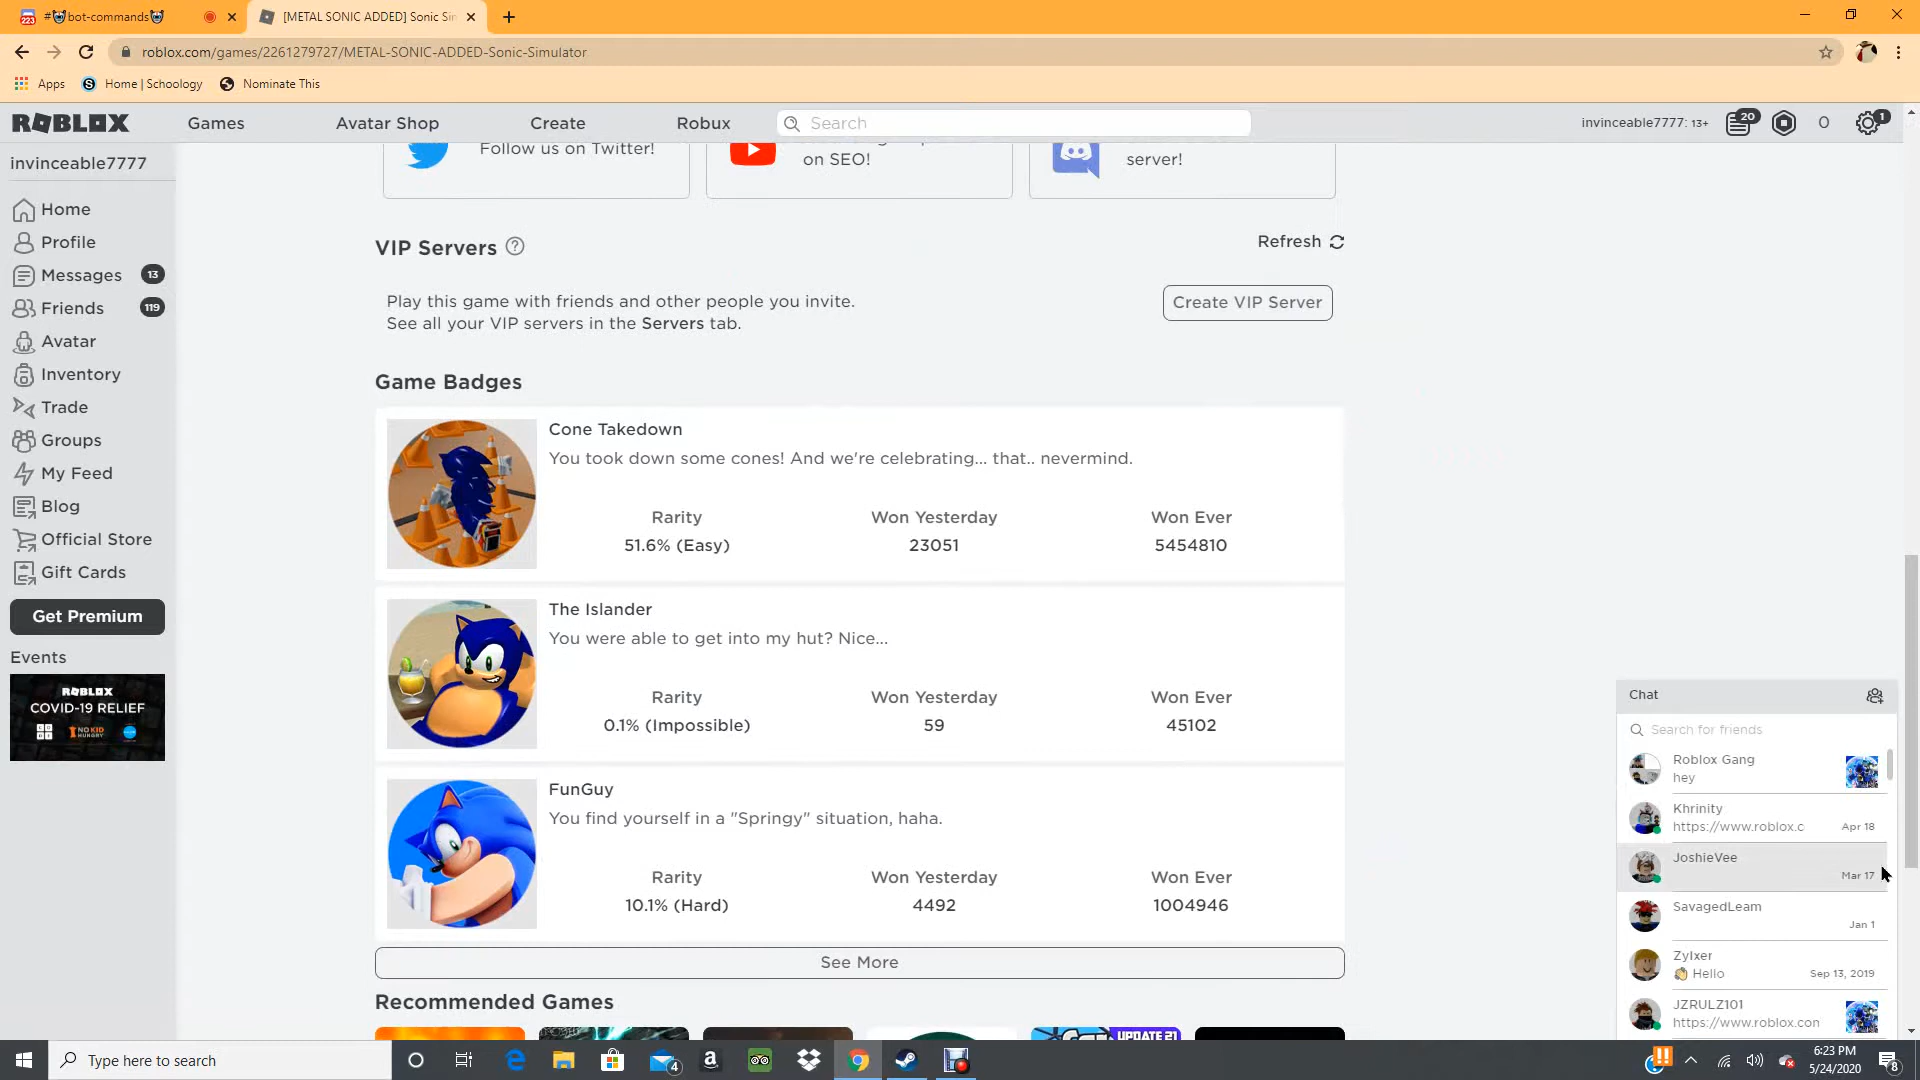 223
#🤡bot-commands🤡
[METAL SONIC ADDED] Sonic Sin
roblox.com/games/2261279727/METAL-SONIC-ADDED-Sonic-Simulator
Apps
Home | Schoology
Nominate This
ROBLOX
Games
Avatar Shop
Create
Robux
Search
invinceable7777: 13+
20
0
1
invinceable7777
Home
Profile
Messages
13
Friends
119
Avatar
Inventory
Trade
Groups
My Feed
Blog
Official Store
Gift Cards
Get Premium
Events
ROBLOX
COVID-19 RELIEF
NO KID
HUNGRY
Follow us on Twitter!
on SEO!
server!
VIP Servers
Refresh
Play this game with friends and other people you invite.
See all your VIP servers in the Servers tab.
Create VIP Server
Game Badges
Cone Takedown
You took down some cones! And we're celebrating... that.. nevermind.
Rarity
Won Yesterday
Won Ever
51.6% (Easy)
23051
5454810
The Islander
You were able to get into my hut? Nice...
Rarity
Won Yesterday
Won Ever
0.1% (Impossible)
59
45102
FunGuy
You find yourself in a "Springy" situation, haha.
Rarity
Won Yesterday
Won Ever
10.1% (Hard)
4492
1004946
See More
Recommended Games
UPDATE 21
Chat
Search for friends
Roblox Gang
hey
Khrinity
https://www.roblox.c
Apr 18
JoshieVee
Mar 17
SavagedLeam
Jan 1
Zylxer
👏 Hello
Sep 13, 2019
JZRULZ101
https://www.roblox.con
Type here to search
4
6:23 PM
5/24/2020
8